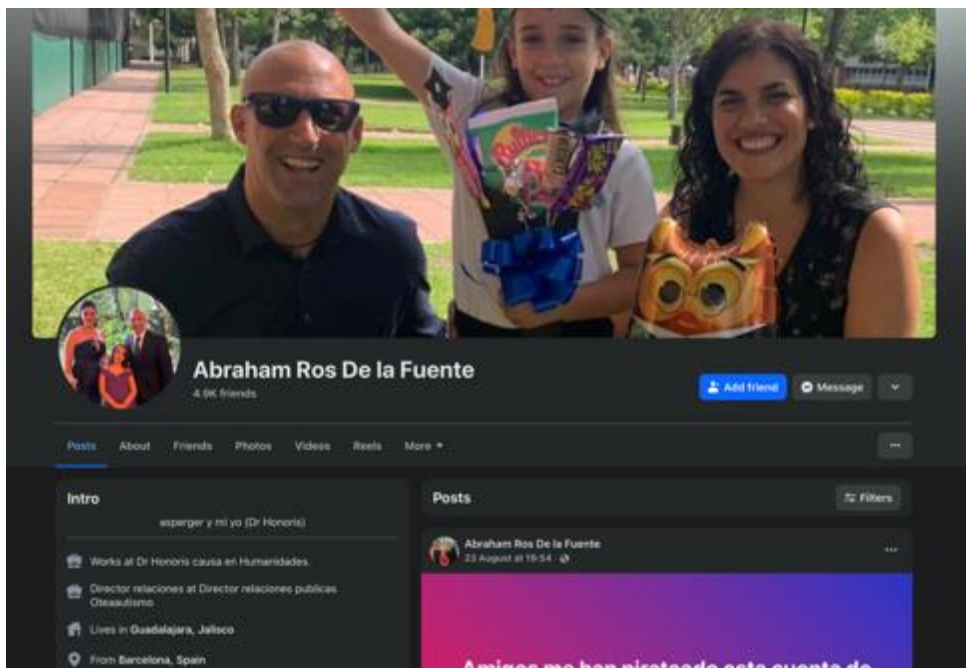 Abraham Ros De la Fuente
4.9K friends
Add friend
Message
Posts
About
Friends
Photos
Videos
Reels
More
Intro
asperger y mi yo (Dr Honoris)
Works at Dr Honoris causa en Humanidades.
Director relaciones at Director relaciones publicas
Oteaautismo
Lives in Guadalajara, Jalisco
From Barcelona, Spain
Posts
Filters
Abraham Ros De la Fuente
23 August at 19:54
Amigos me han pirateado esta cuenta de